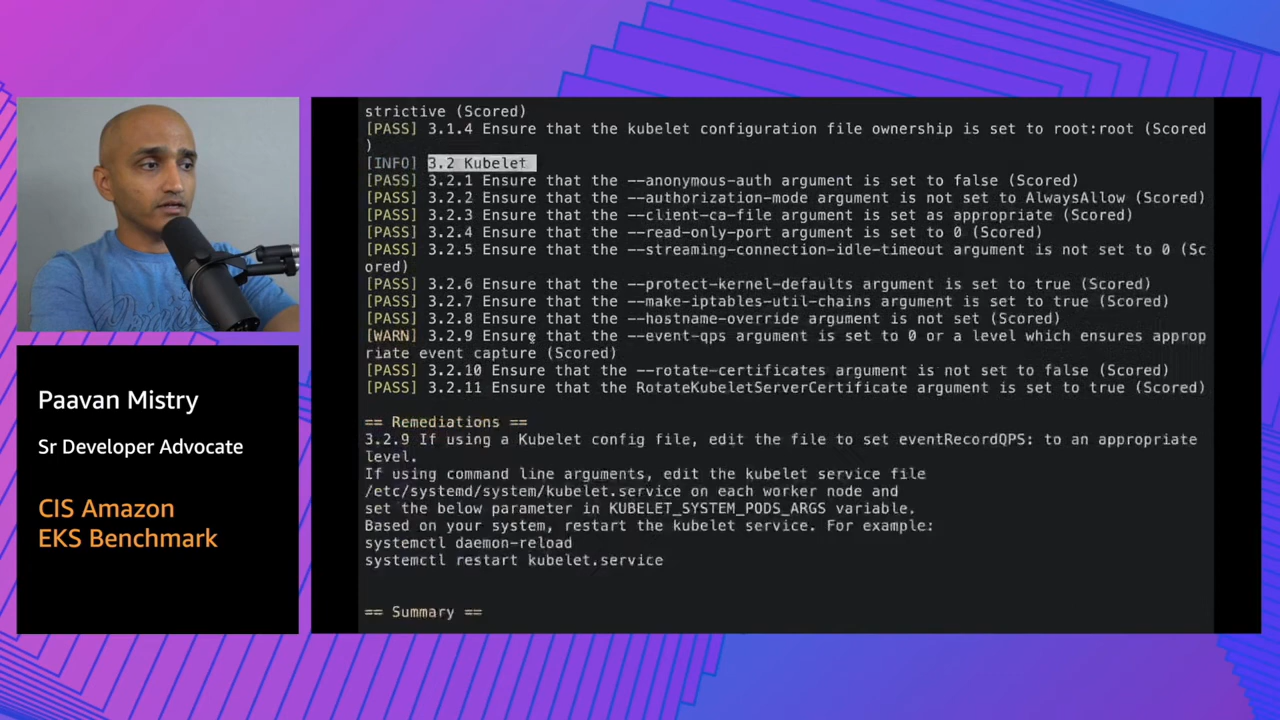 strictive (Scored)
[PASS] 3.1.4 Ensure that the kubelet configuration file ownership is set to root:root (Scored
)
[INFO] 3.2 Kubelet
[PASS] 3.2.1 Ensure that the --anonymous-auth argument is set to false (Scored)
[PASS] 3.2.2 Ensure that the --authorization-mode argument is not set to AlwaysAllow (Scored)
[PASS] 3.2.3 Ensure that the --client-ca-file argument is set as appropriate (Scored)
[PASS] 3.2.4 Ensure that the --read-only-port argument is set to 0 (Scored)
[PASS] 3.2.5 Ensure that the --streaming-connection-idle-timeout argument is not set to 0 (Sc
ored)
[PASS] 3.2.6 Ensure that the --protect-kernel-defaults argument is set to true (Scored)
[PASS] 3.2.7 Ensure that the --make-iptables-util-chains argument is set to true (Scored)
[PASS] 3.2.8 Ensure that the --hostname-override argument is not set (Scored)
[WARN] 3.2.9 Ensure that the --event-qps argument is set to 0 or a level which ensures approp
riate event capture (Scored)
[PASS] 3.2.10 Ensure that the --rotate-certificates argument is not set to false (Scored)
[PASS] 3.2.11 Ensure that the RotateKubeletServerCertificate argument is set to true (Scored)
== Remediations ==
3.2.9 If using a Kubelet config file, edit the file to set eventRecordQPS: to an appropriate
level.
If using command line arguments, edit the kubelet service file
/etc/systemd/system/kubelet.service on each worker node and
set the below parameter in KUBELET_SYSTEM_PODS_ARGS variable.
Based on your system, restart the kubelet service. For example:
systemctl daemon-reload
systemctl restart kubelet.service
== Summary ==
Paavan Mistry
Sr Developer Advocate
CIS Amazon
EKS Benchmark